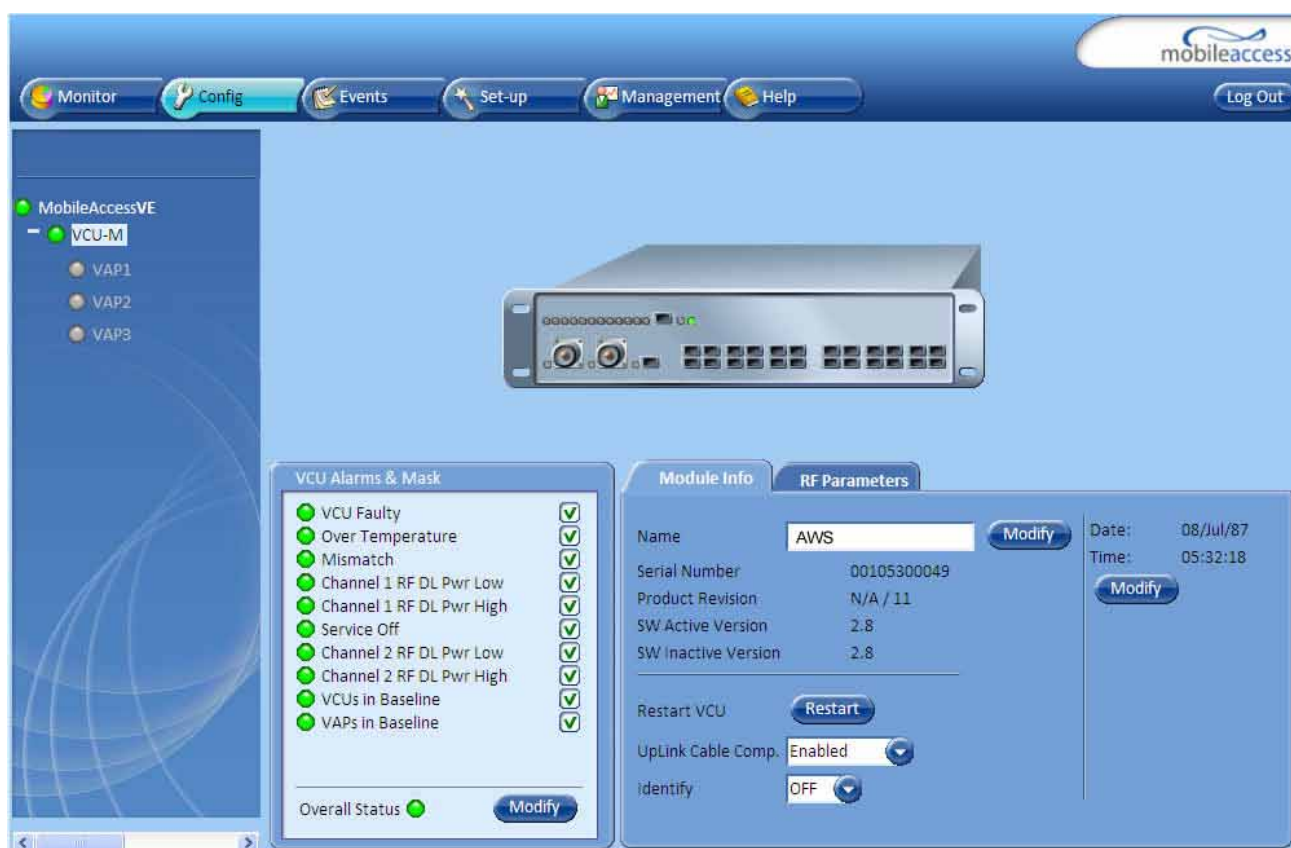 mobileaccess
Monitor
Config
Events
Set-up
Management
Help
Log Out
MobileAccessVE
VCU-M
VAP1
VAP2
VAP3
VCU Alarms & Mask
VCU Faulty
Over Temperature
Mismatch
Channel 1 RF DL Pwr Low
Channel 1 RF DL Pwr High
Service Off
Channel 2 RF DL Pwr Low
Channel 2 RF DL Pwr High
VCUs in Baseline
VAPs in Baseline
Overall Status
Modify
Module Info
RF Parameters
Name AWS Modify
Serial Number 00105300049
Product Revision N/A / 11
SW Active Version 2.8
SW Inactive Version 2.8
Restart VCU Restart
UpLink Cable Comp. Enabled
Identify OFF
Date: 08/Jul/87
Time: 05:32:18
Modify